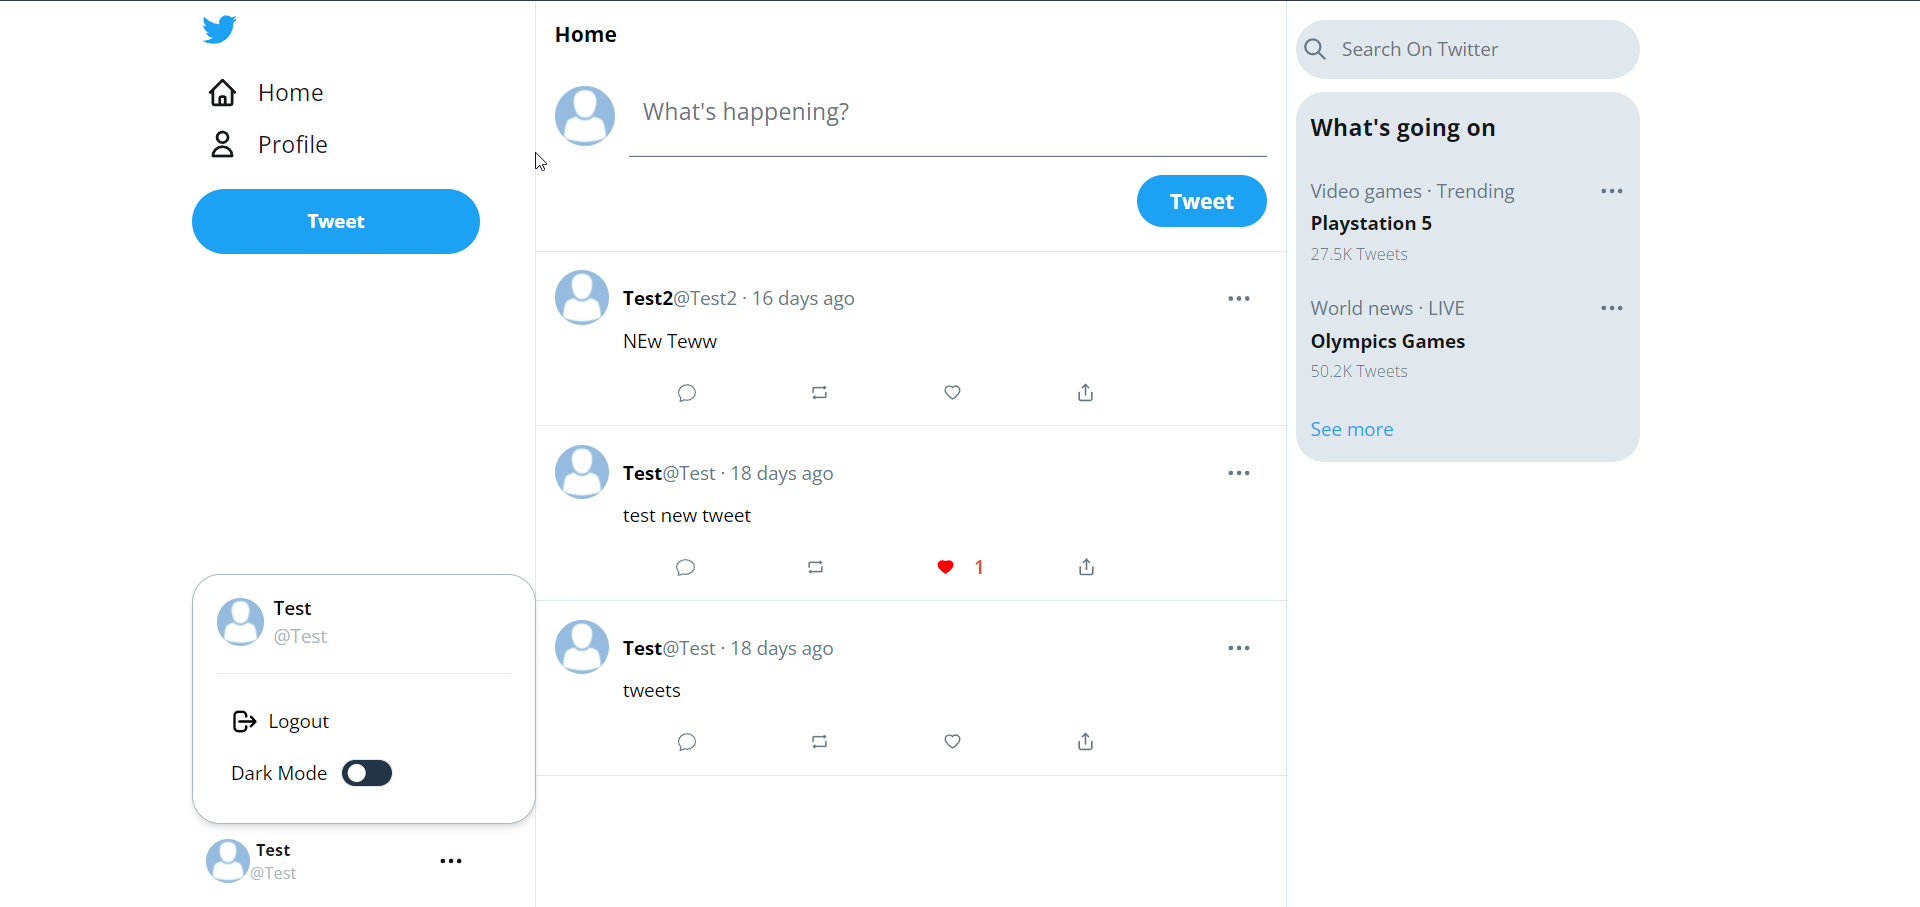 Home
Profile
Tweet
Test
@Test
Logout
Dark Mode
Test
@Test
Home
What's happening?
Tweet
Test2@Test2 · 16 days ago
NEw Teww
Test@Test · 18 days ago
test new tweet
1
Test@Test · 18 days ago
tweets
Search On Twitter
What's going on
Video games · Trending
Playstation 5
27.5K Tweets
World news · LIVE
Olympics Games
50.2K Tweets
See more